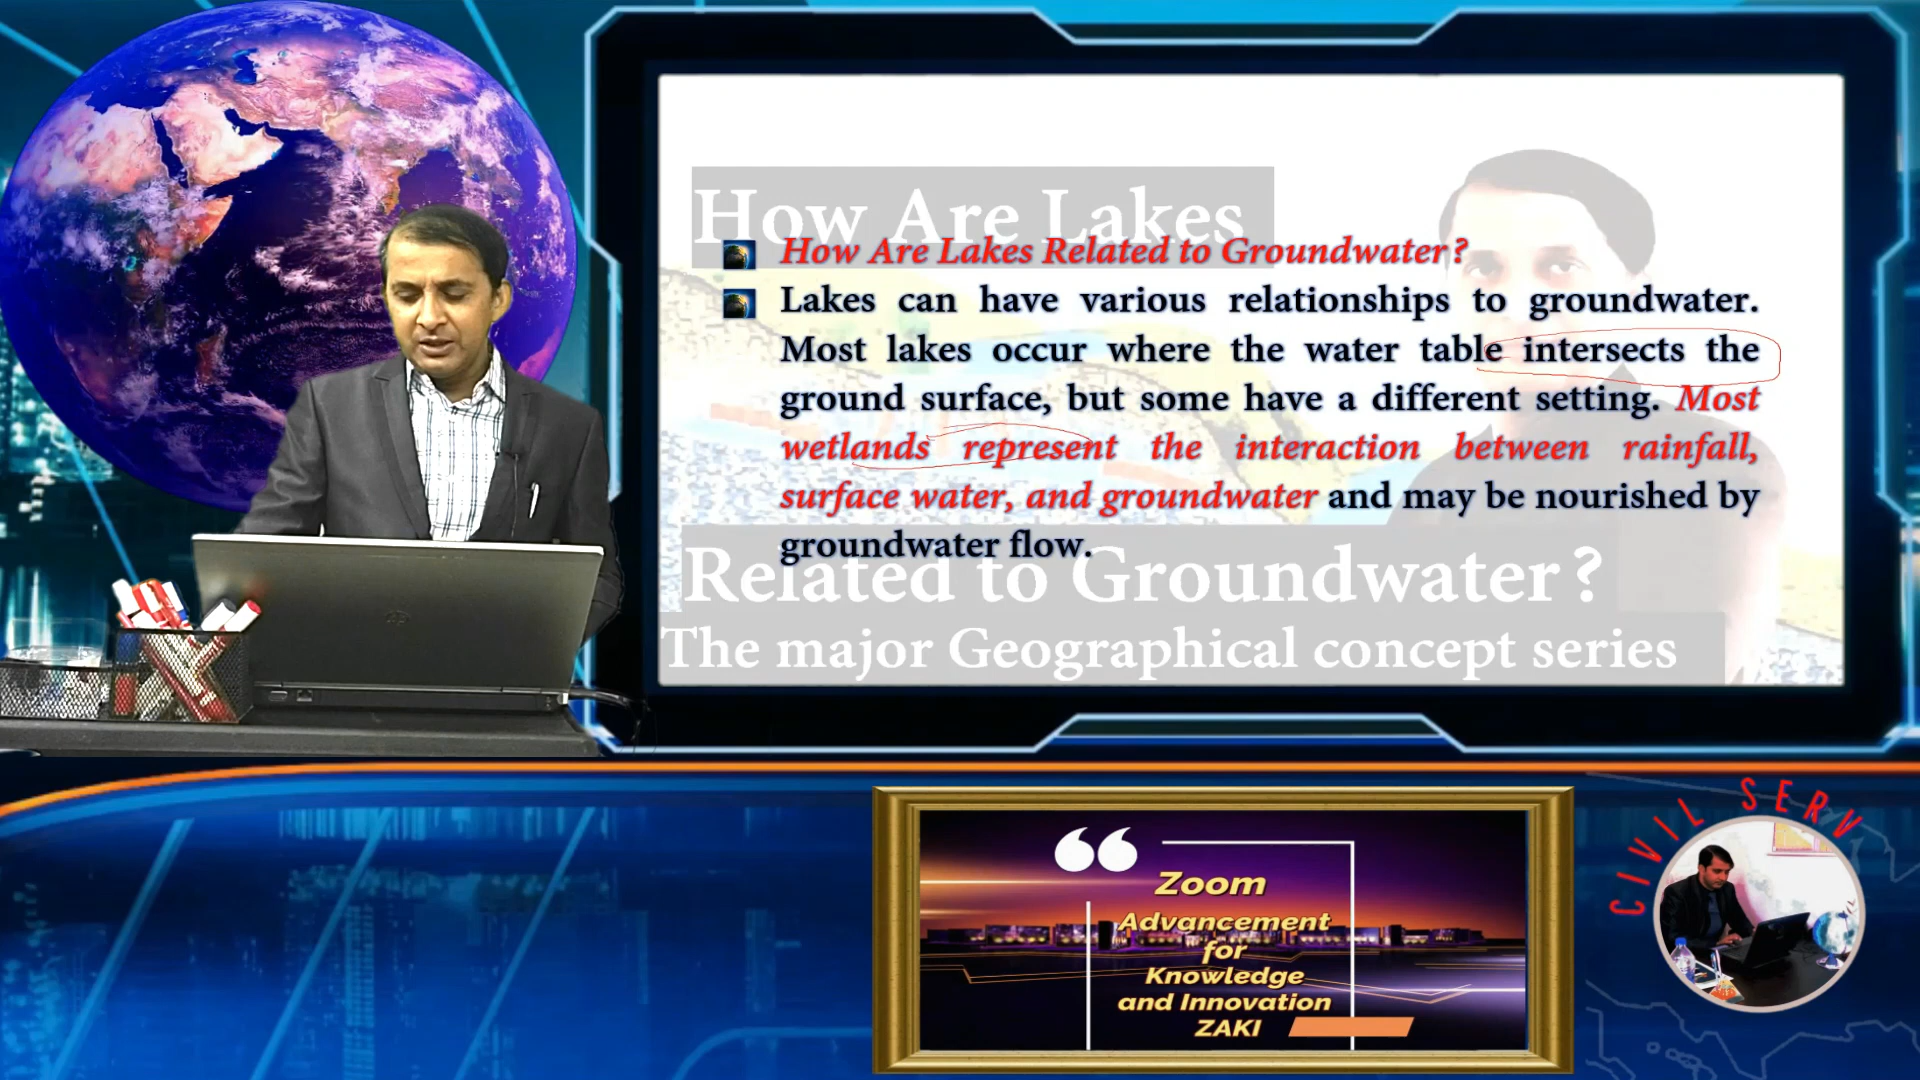 How Are Lakes
How Are Lakes Related to Groundwater?
Lakes can have various relationships to groundwater.
Most lakes occur where the water table intersects the
ground surface, but some have a different setting. Most
wetlands represent the interaction between rainfall,
surface water, and groundwater and may be nourished by
groundwater flow.
Related to Groundwater?
The major Geographical concept series
Zoom
Advancement
for
Knowledge
and Innovation
ZAKI
CIVIL SERV